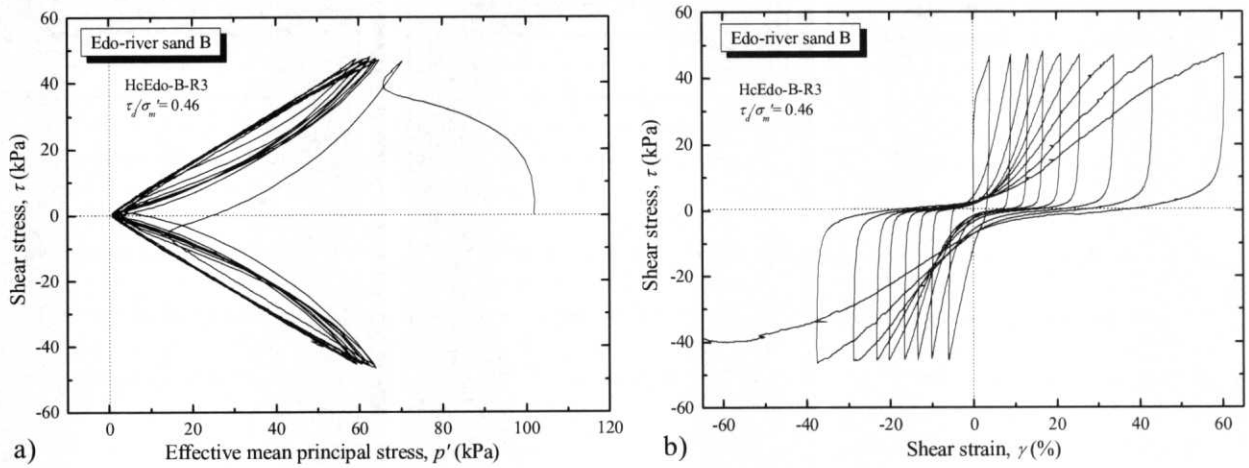 60
40
20
0
-20
-40
-60
Shear stress, τ (kPa)
Edo-river sand B
HcEdo-B-R3
τd/σm'= 0.46
0
20
40
60
80
100
120
a)
Effective mean principal stress, p' (kPa)
60
40
20
0
-20
-40
-60
Shear stress, τ (kPa)
Edo-river sand B
HcEdo-B-R3
τd/σm'= 0.46
-60
-40
-20
0
20
40
60
b)
Shear strain, γ (%)